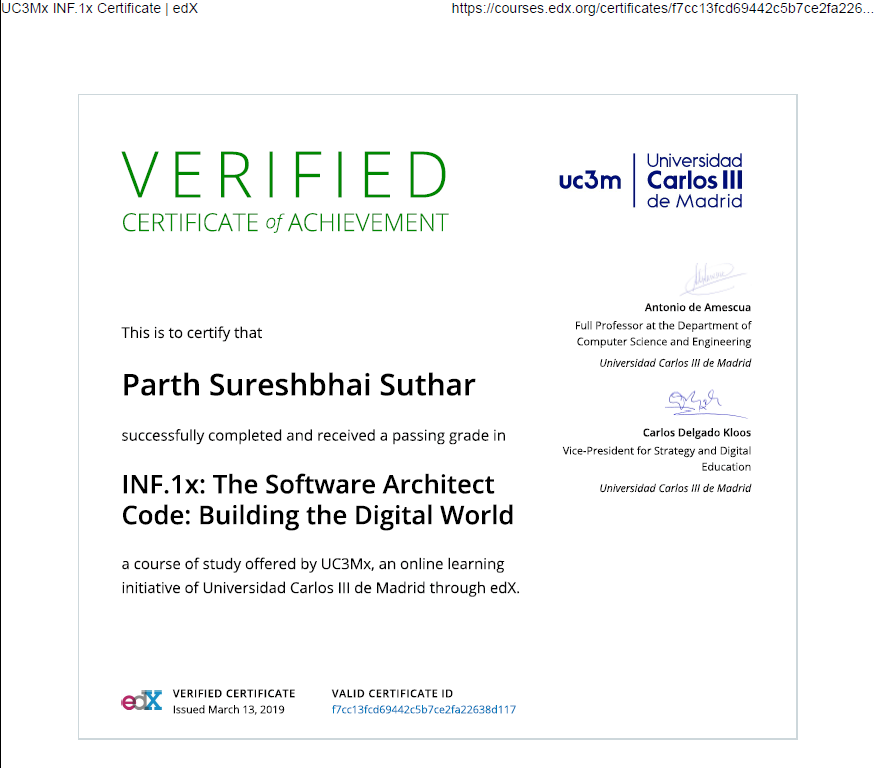 UC3Mx INF.1x Certificate | edX
https://courses.edx.org/certificates/f7cc13fcd69442c5b7ce2fa226...
VERIFIED
CERTIFICATE of ACHIEVEMENT
uc3m
Universidad
Carlos III
de Madrid
Antonio de Amescua
Full Professor at the Department of
Computer Science and Engineering
Universidad Carlos III de Madrid
This is to certify that
Parth Sureshbhai Suthar
successfully completed and received a passing grade in
Carlos Delgado Kloos
Vice-President for Strategy and Digital
Education
Universidad Carlos III de Madrid
INF.1x: The Software Architect
Code: Building the Digital World
a course of study offered by UC3Mx, an online learning
initiative of Universidad Carlos III de Madrid through edX.
edX
VERIFIED CERTIFICATE
Issued March 13, 2019
VALID CERTIFICATE ID
f7cc13fcd69442c5b7ce2fa22638d117